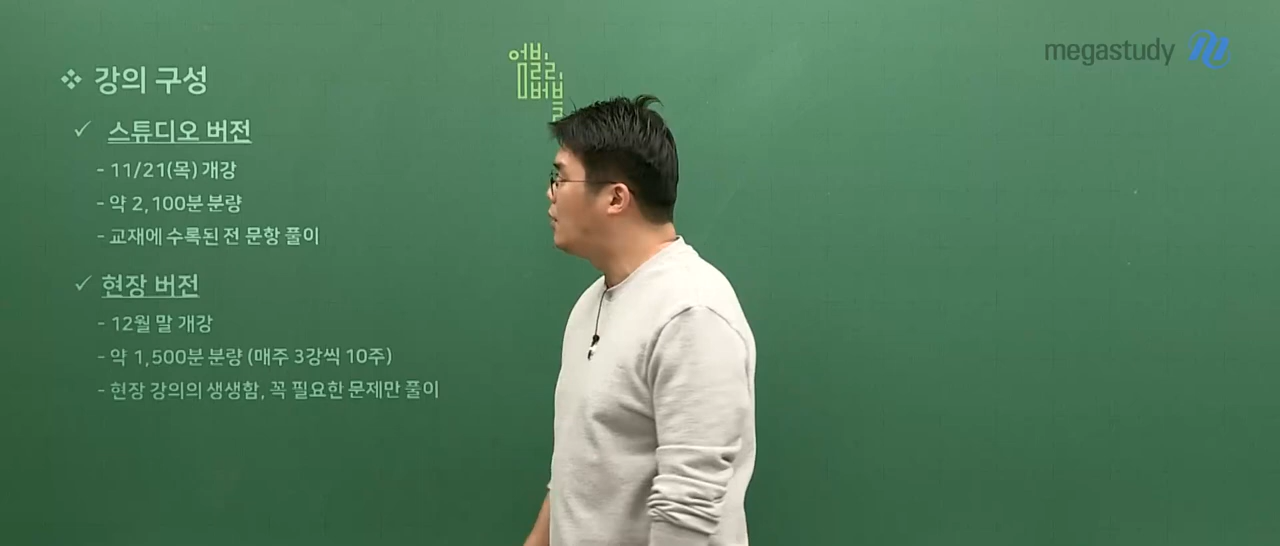 megastudy
❖ 강의 구성
✓ 스튜디오 버전
- 11/21(목) 개강
- 약 2,100분 분량
- 교재에 수록된 전 문항 풀이
✓ 현장 버전
- 12월 말 개강
- 약 1,500분 분량 (매주 3강씩 10주)
- 현장 강의의 생생함, 꼭 필요한 문제만 풀이